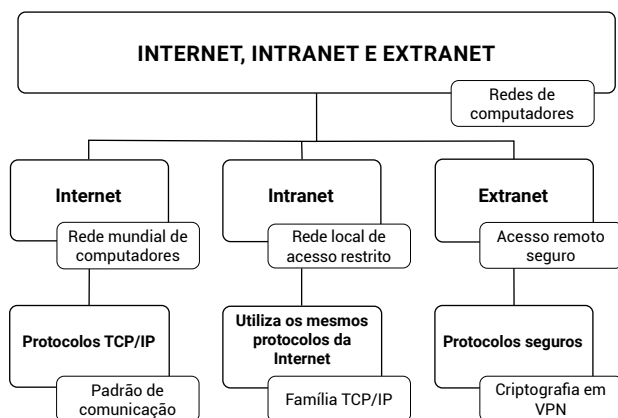 INTERNET, INTRANET E EXTRANET
Redes de
computadores
Internet
Rede mundial de
computadores
Intranet
Rede local de
acesso restrito
Extranet
Acesso remoto
seguro
Protocolos TCP/IP
Padrão de
comunicação
Utiliza os mesmos
protocolos da
Internet
Família TCP/IP
Protocolos seguros
Criptografia em
VPN